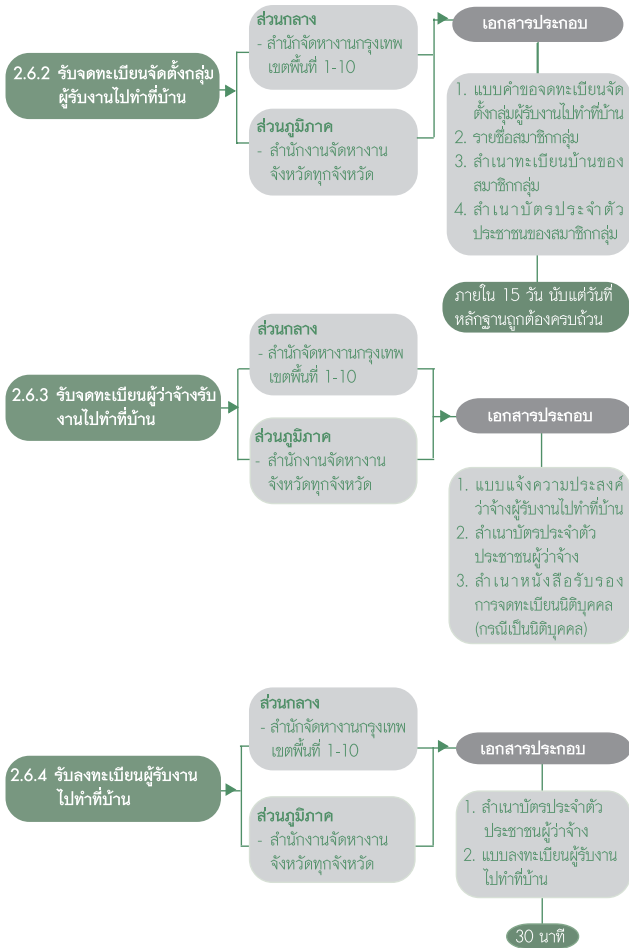 2.6.2 รับจดทะเบียนจัดตั้งกลุ่ม
ผู้รับงานไปทำที่บ้าน
ส่วนกลาง
- สำนักจัดหางานกรุงเทพ
เขตพื้นที่ 1-10
ส่วนภูมิภาค
- สำนักงานจัดหางาน
จังหวัดทุกจังหวัด
เอกสารประกอบ
1. แบบคำขอจดทะเบียนจัด
ตั้งกลุ่มผู้รับงานไปทำที่บ้าน
2. รายชื่อสมาชิกกลุ่ม
3. สำเนาทะเบียนบ้านของ
สมาชิกกลุ่ม
4. สำเนาบัตรประจำตัว
ประชาชนของสมาชิกกลุ่ม
ภายใน 15 วัน นับแต่วันที่
หลักฐานถูกต้องครบถ้วน
2.6.3 รับจดทะเบียนผู้ว่าจ้างรับ
งานไปทำที่บ้าน
ส่วนกลาง
- สำนักจัดหางานกรุงเทพ
เขตพื้นที่ 1-10
ส่วนภูมิภาค
- สำนักงานจัดหางาน
จังหวัดทุกจังหวัด
เอกสารประกอบ
1. แบบแจ้งความประสงค์
ว่าจ้างผู้รับงานไปทำที่บ้าน
2. สำเนาบัตรประจำตัว
ประชาชนผู้ว่าจ้าง
3. สำเนาหนังสือรับรอง
การจดทะเบียนนิติบุคคล
(กรณีเป็นนิติบุคคล)
2.6.4 รับลงทะเบียนผู้รับงาน
ไปทำที่บ้าน
ส่วนกลาง
- สำนักจัดหางานกรุงเทพ
เขตพื้นที่ 1-10
ส่วนภูมิภาค
- สำนักงานจัดหางาน
จังหวัดทุกจังหวัด
เอกสารประกอบ
1. สำเนาบัตรประจำตัว
ประชาชนผู้ว่าจ้าง
2. แบบลงทะเบียนผู้รับงาน
ไปทำที่บ้าน
30 นาที